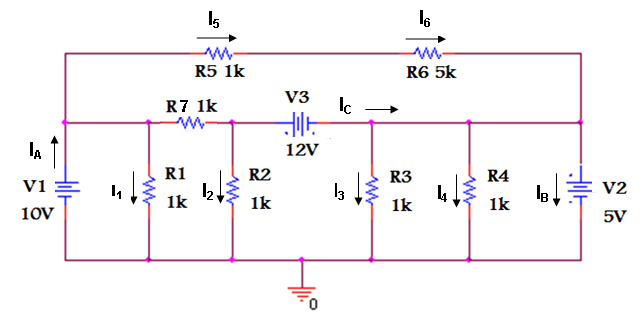 I5
I6
R5 1k
R6 5k
R7 1k
V3
IC
12V
IA
V1
10V
I1
R1
1k
I2
R2
1k
I3
R3
1k
I4
R4
1k
IB
V2
5V
0